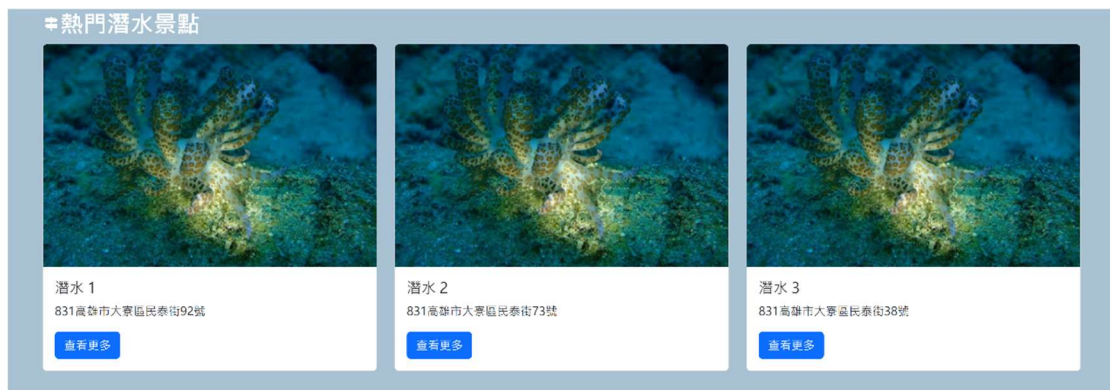 熱門潛水景點
潛水 1
831高雄市大寮區民泰街92號
查看更多
潛水 2
831高雄市大寮區民泰街73號
查看更多
潛水 3
831高雄市大寮區民泰街38號
查看更多